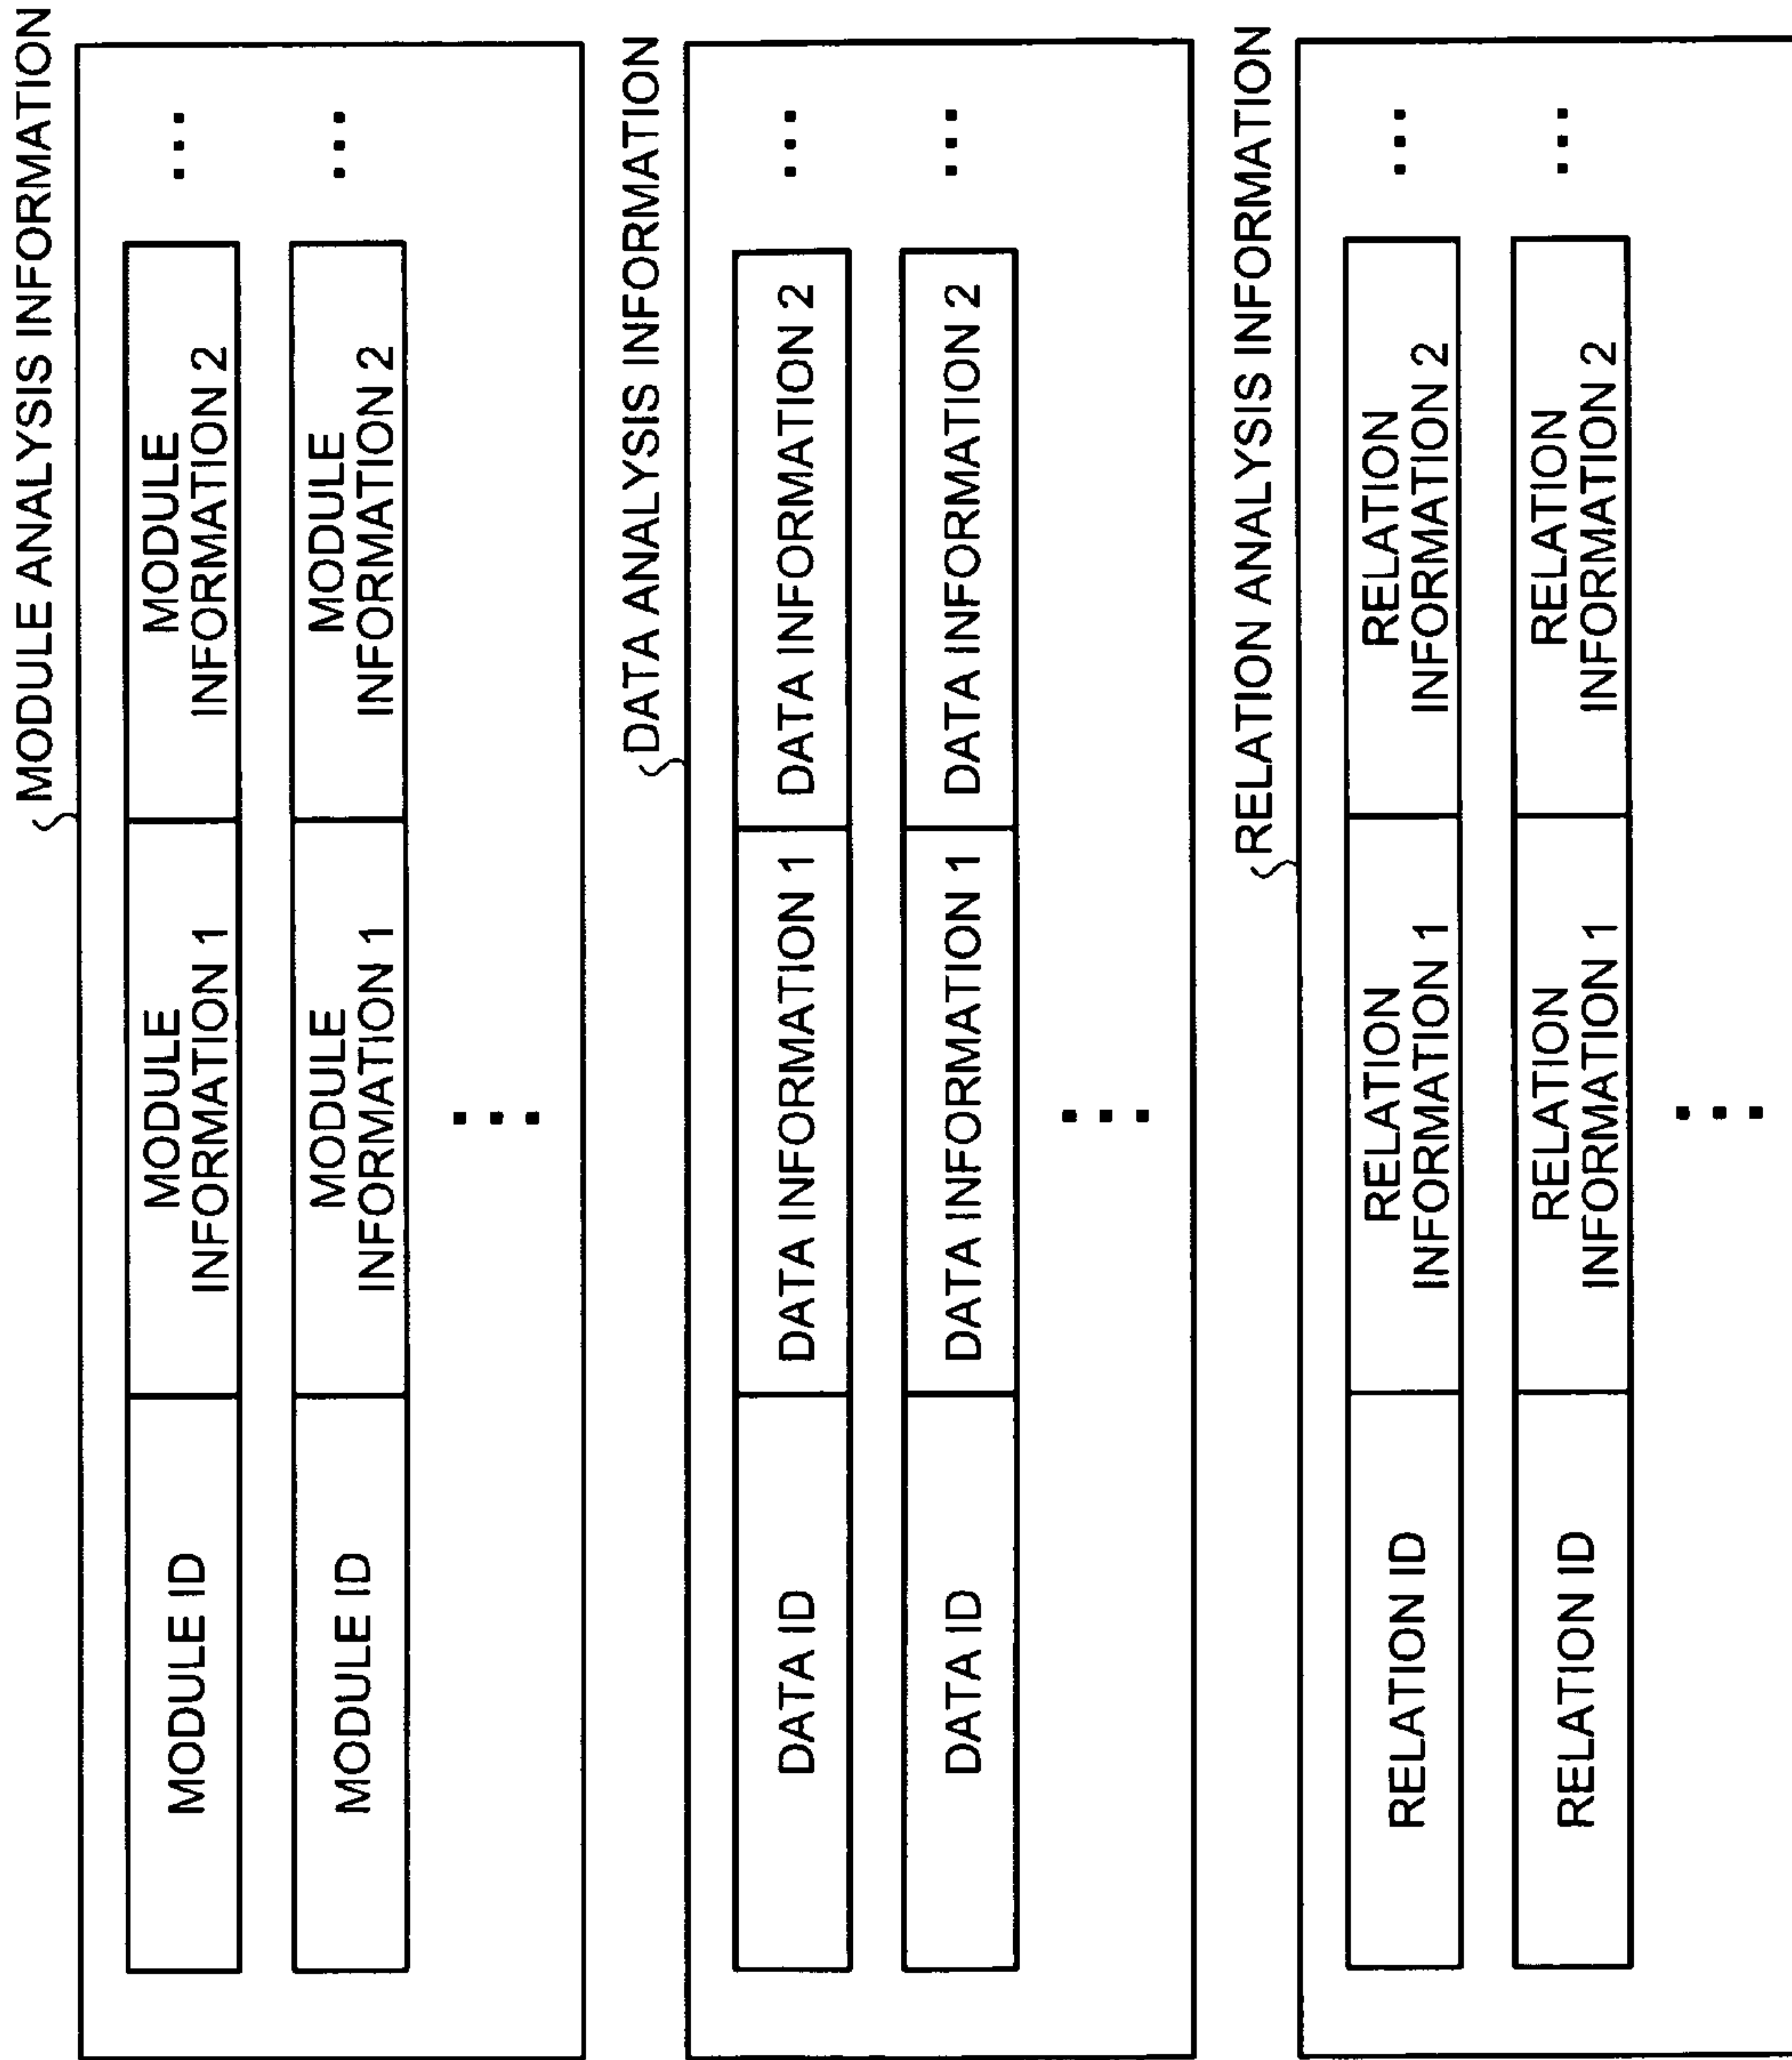 MODULE ANALYSIS INFORMATION
MODULE ID
MODULE
INFORMATION 1
MODULE
INFORMATION 2
...
MODULE ID
MODULE
INFORMATION 1
MODULE
INFORMATION 2
...
...
DATA ANALYSIS INFORMATION
DATA ID
DATA INFORMATION 1
DATA INFORMATION 2
...
DATA ID
DATA INFORMATION 1
DATA INFORMATION 2
...
...
RELATION ANALYSIS INFORMATION
RELATION ID
RELATION
INFORMATION 1
RELATION
INFORMATION 2
...
RELATION ID
RELATION
INFORMATION 1
RELATION
INFORMATION 2
...
...